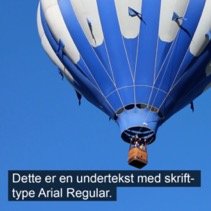 Dette er en undertekst med skrift-
type Arial Regular.